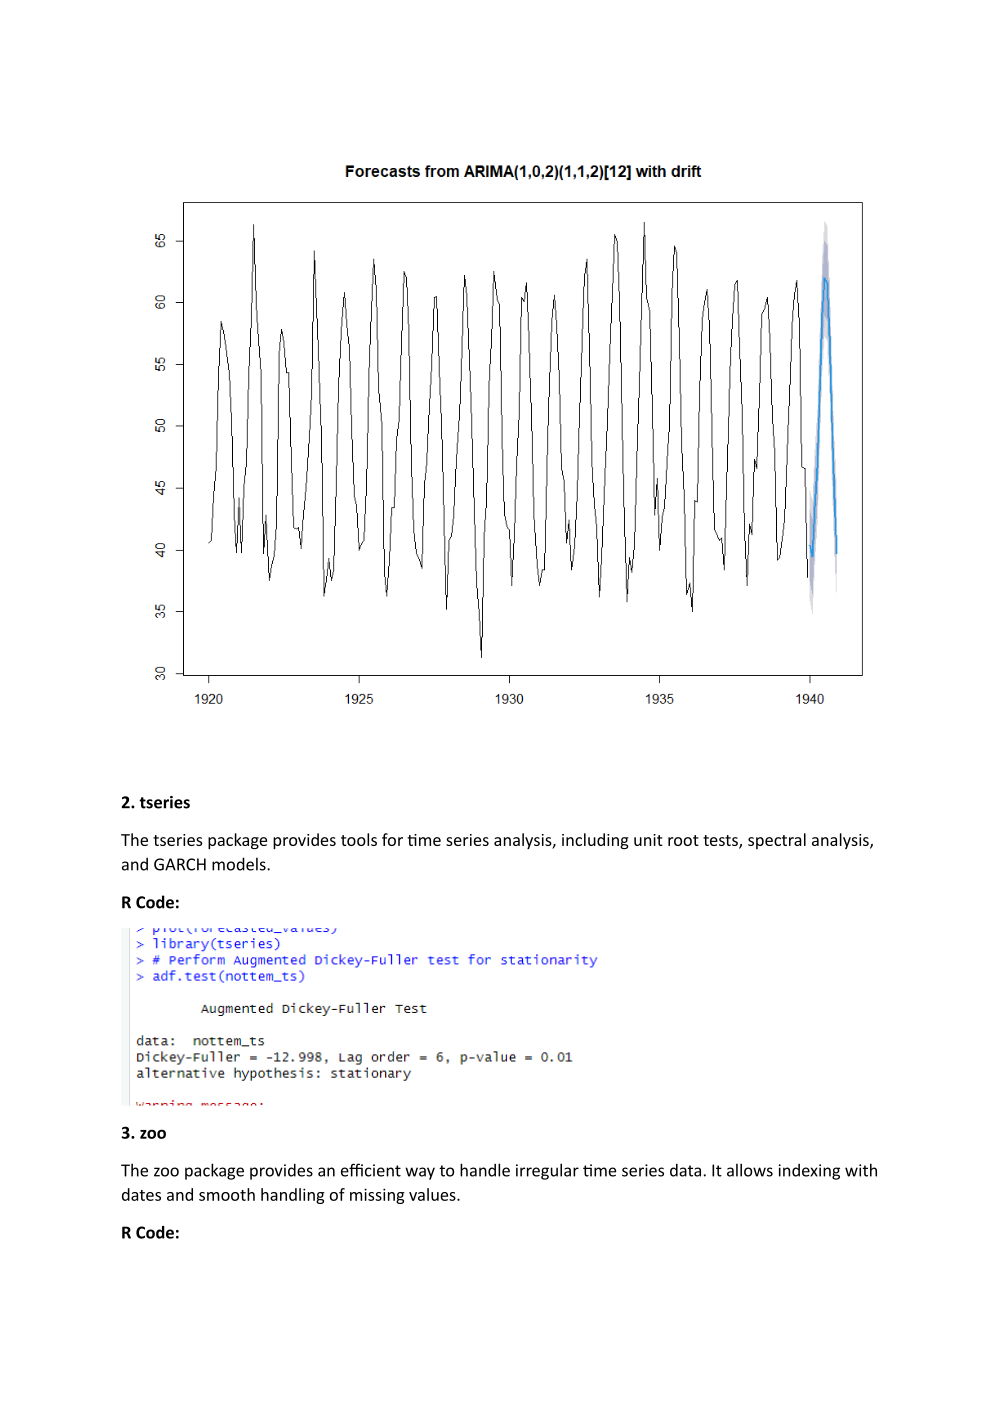 Forecasts from ARIMA(1,0,2)(1,1,2)[12] with drift
65
60
55
50
45
40
35
30
1920 1925 1930 1935 1940
2. tseries
The tseries package provides tools for time series analysis, including unit root tests, spectral analysis,
and GARCH models.
R Code:
> plot(forecasted_values)
> library(tseries)
> # Perform Augmented Dickey-Fuller test for stationarity
> adf.test(nottem_ts)
Augmented Dickey-Fuller Test
data: nottem_ts
Dickey-Fuller = -12.998, Lag order = 6, p-value = 0.01
alternative hypothesis: stationary
Warning message:
3. zoo
The zoo package provides an efficient way to handle irregular time series data. It allows indexing with
dates and smooth handling of missing values.
R Code: